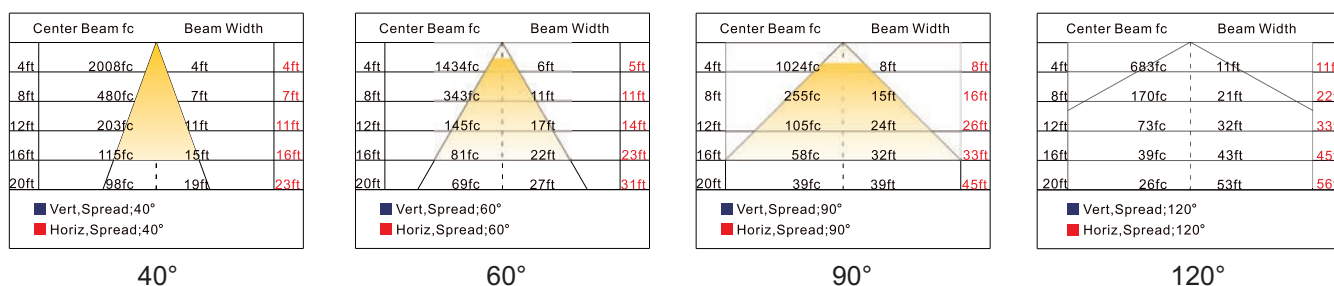 Center Beam fc Beam Width
4ft 2008fc 4ft 4ft
8ft 480fc 7ft 7ft
12ft 203fc 11ft 11ft
16ft 115fc 15ft 16ft
20ft 98fc 19ft 23ft
Vert,Spread;40°
Horiz,Spread;40°
40°
Center Beam fc Beam Width
4ft 1434fc 6ft 5ft
8ft 343fc 11ft 11ft
12ft 145fc 17ft 14ft
16ft 81fc 22ft 23ft
20ft 69fc 27ft 31ft
Vert,Spread;60°
Horiz,Spread;60°
60°
Center Beam fc Beam Width
4ft 1024fc 8ft 8ft
8ft 255fc 15ft 16ft
12ft 105fc 24ft 26ft
16ft 58fc 32ft 33ft
20ft 39fc 39ft 45ft
Vert,Spread;90°
Horiz,Spread;90°
90°
Center Beam fc Beam Width
4ft 683fc 11ft 11ft
8ft 170fc 21ft 22ft
12ft 73fc 32ft 33ft
16ft 39fc 43ft 45ft
20ft 26fc 53ft 56ft
Vert,Spread;120°
Horiz,Spread;120°
120°